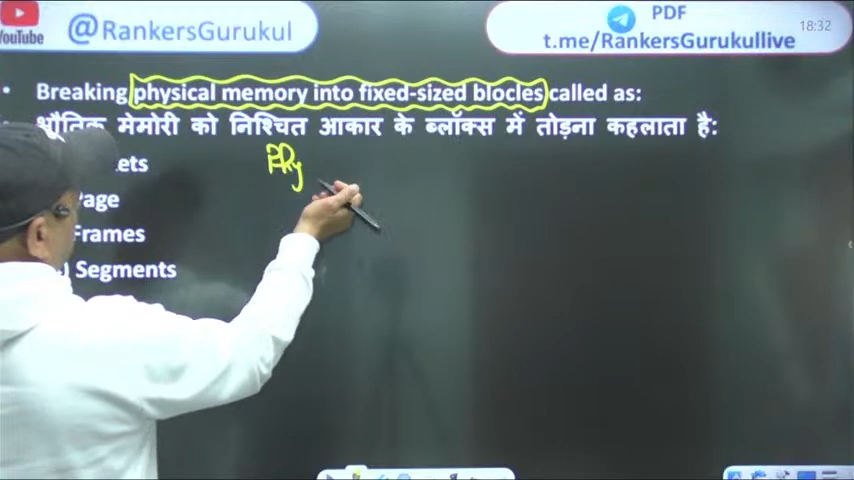 YouTube
@RankersGurukul
PDF
t.me/RankersGurukullive
18:32
• Breaking physical memory into fixed-sized blocles called as:
भौतिक मेमोरी को निश्चित आकार के ब्लॉक्स में तोड़ना कहलाता है:
Page
Frames
Segments